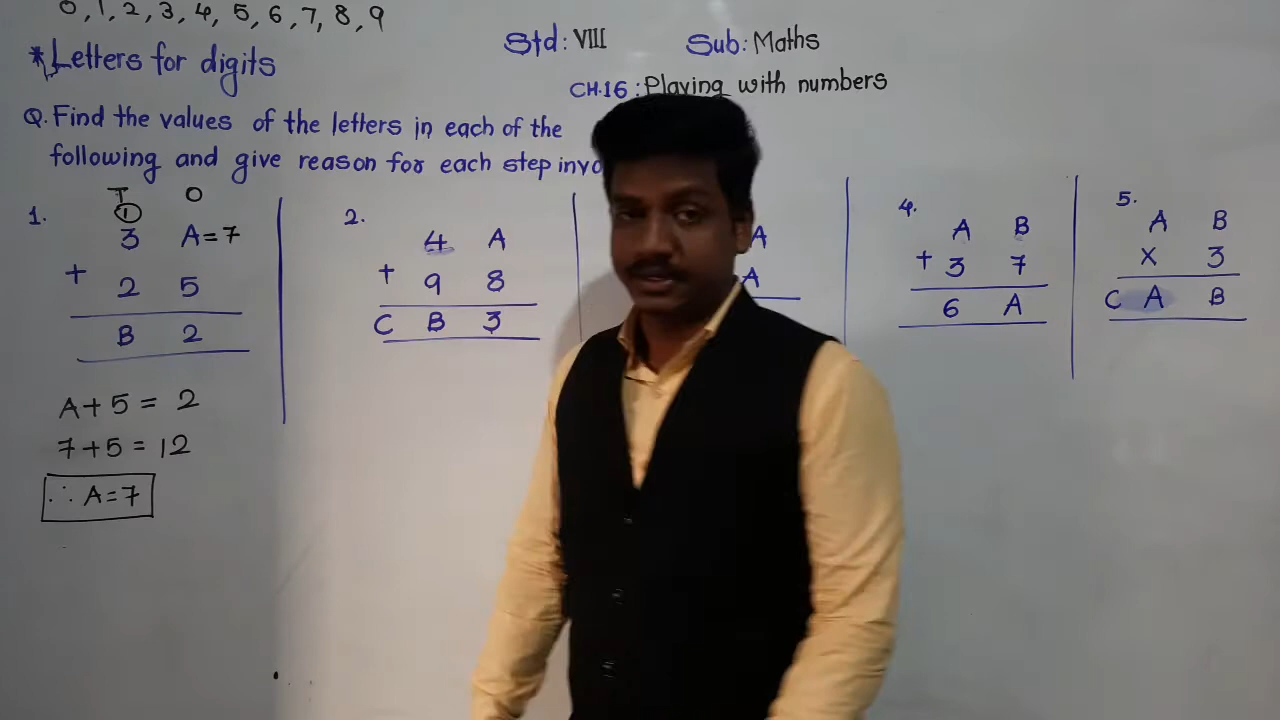 0, 1, 2, 3, 4, 5, 6, 7, 8, 9
Std: VIII Sub: Maths
* Letters for digits
CH.16: Playing with numbers
Q. Find the values of the letters in each of the
following and give reason for each step
1.
T O
1
3 A=7
+ 2 5
B 2
A+5 = 2
7+5 = 12
∴ A=7
2.
4 A
+ 9 8
C B 3
A
A
4.
A B
+ 3 7
6 A
5.
A B
X 3
C A B